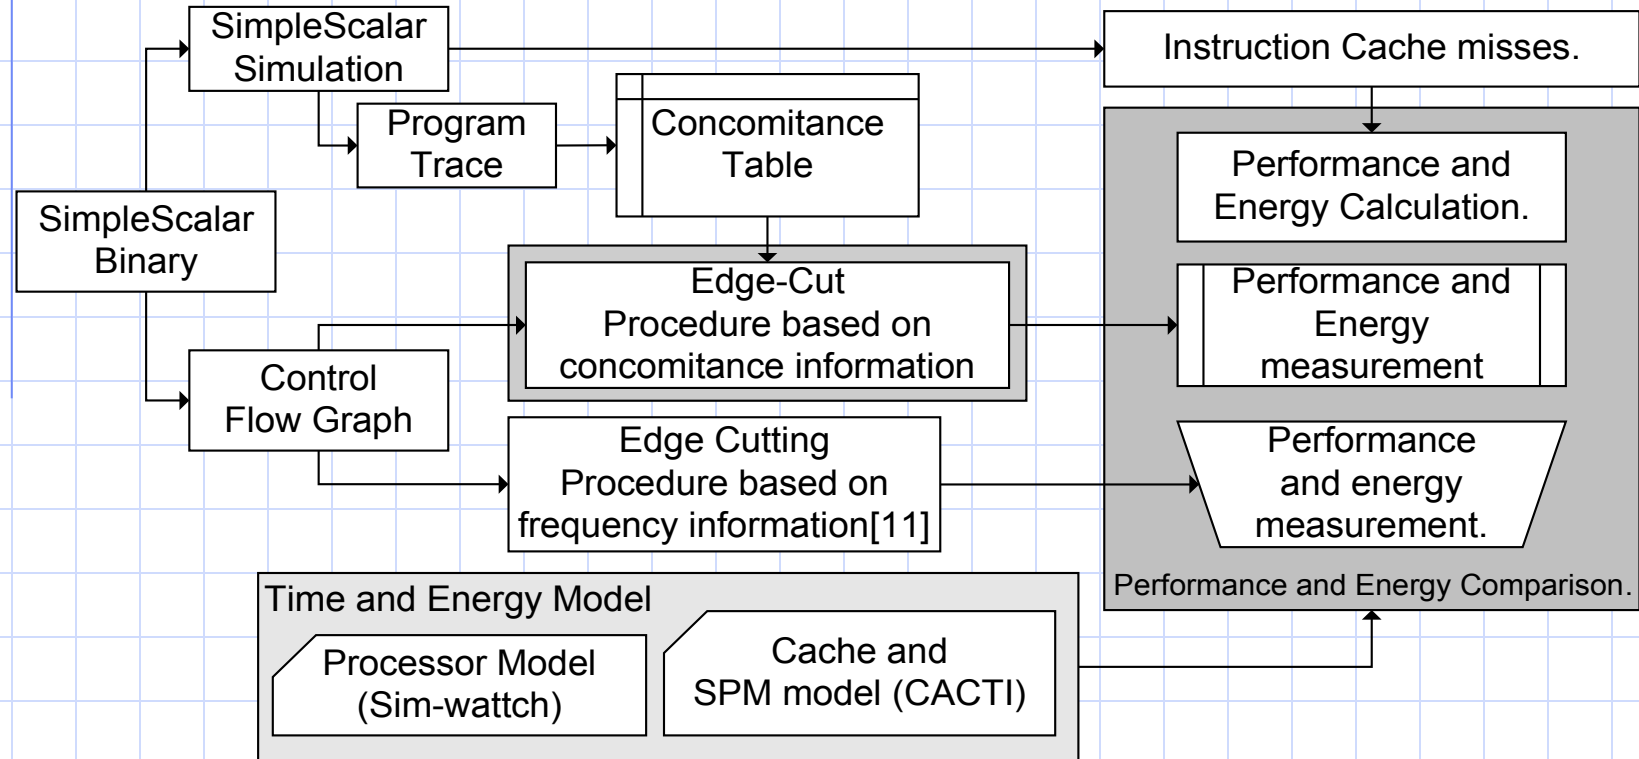 SimpleScalar
Simulation
Instruction Cache misses.
Program
Trace
Concomitance
Table
Performance and
Energy Calculation.
SimpleScalar
Binary
Edge-Cut
Procedure based on
concomitance information
Performance and
Energy
measurement
Control
Flow Graph
Edge Cutting
Procedure based on
frequency information[11]
Performance
and energy
measurement.
Performance and Energy Comparison.
Time and Energy Model
Processor Model
(Sim-wattch)
Cache and
SPM model (CACTI)